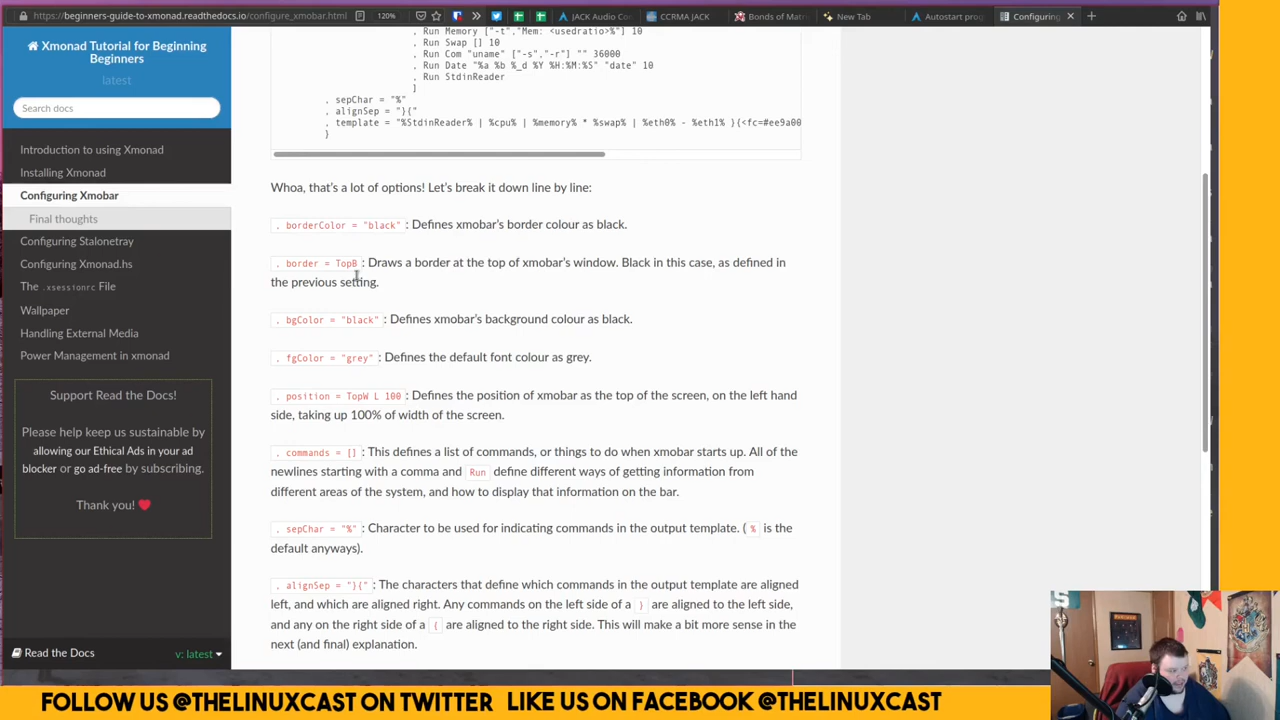 beginners-guide-to-xmonad.readthedocs.io/configure_xmobar.html
120%
JACK Audio Co
CCRMA JACK
Bonds of Matri
New Tab
Autostart prog
Configuring
Xmonad Tutorial for Beginning
Beginners
latest
Search docs
Introduction to using Xmonad
Installing Xmonad
Configuring Xmobar
Final thoughts
Configuring Stalonetray
Configuring Xmonad.hs
The .xsessionrc File
Wallpaper
Handling External Media
Power Management in xmonad
Support Read the Docs!
Please help keep us sustainable by
allowing our Ethical Ads in your ad
blocker or go ad-free by subscribing.
Thank you! ❤
Read the Docs
v: latest
, Run Memory ["-t","Mem: <usedratio>%"] 10
, Run Swap [] 10
, Run Com "uname" ["-s","-r"] "" 36000
, Run Date "%a %b %_d %Y %H:%M:%S" "date" 10
, Run StdinReader
]
, sepChar = "%"
, alignSep = "}{"
, template = "%StdinReader% | %cpu% | %memory% * %swap% | %eth0% - %eth1% }{<fc=#ee9a00
}
Whoa, that's a lot of options! Let's break it down line by line:
, borderColor = "black" : Defines xmobar's border colour as black.
, border = TopB : Draws a border at the top of xmobar's window. Black in this case, as defined in
the previous setting.
, bgColor = "black" : Defines xmobar's background colour as black.
, fgColor = "grey" : Defines the default font colour as grey.
, position = TopW L 100 : Defines the position of xmobar as the top of the screen, on the left hand
side, taking up 100% of width of the screen.
, commands = [] : This defines a list of commands, or things to do when xmobar starts up. All of the
newlines starting with a comma and Run define different ways of getting information from
different areas of the system, and how to display that information on the bar.
, sepChar = "%" : Character to be used for indicating commands in the output template. ( % is the
default anyways).
, alignSep = "}{" : The characters that define which commands in the output template are aligned
left, and which are aligned right. Any commands on the left side of a } are aligned to the left side,
and any on the right side of a { are aligned to the right side. This will make a bit more sense in the
next (and final) explanation.
FOLLOW US @THELINUXCAST ON TWITTER LIKE US ON FACEBOOK @THELINUXCAST